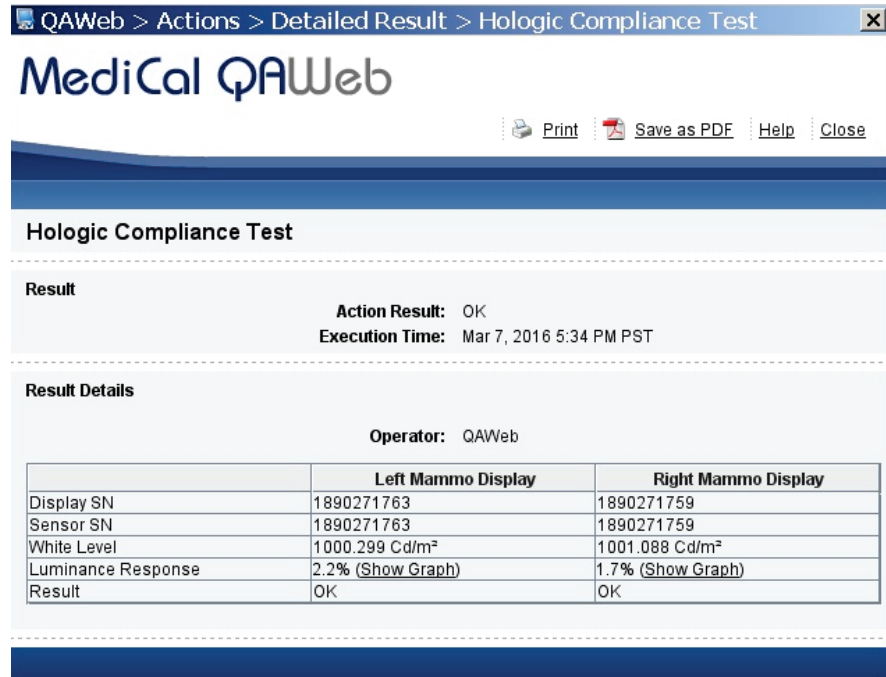 QAWeb > Actions > Detailed Result > Hologic Compliance Test
MediCal QAWeb
Print Save as PDF Help Close
Hologic Compliance Test
Result
Action Result: OK
Execution Time: Mar 7, 2016 5:34 PM PST
Result Details
Operator: QAWeb
Left Mammo Display Right Mammo Display
Display SN 1890271763 1890271759
Sensor SN 1890271763 1890271759
White Level 1000.299 Cd/m² 1001.088 Cd/m²
Luminance Response 2.2% (Show Graph) 1.7% (Show Graph)
Result OK OK